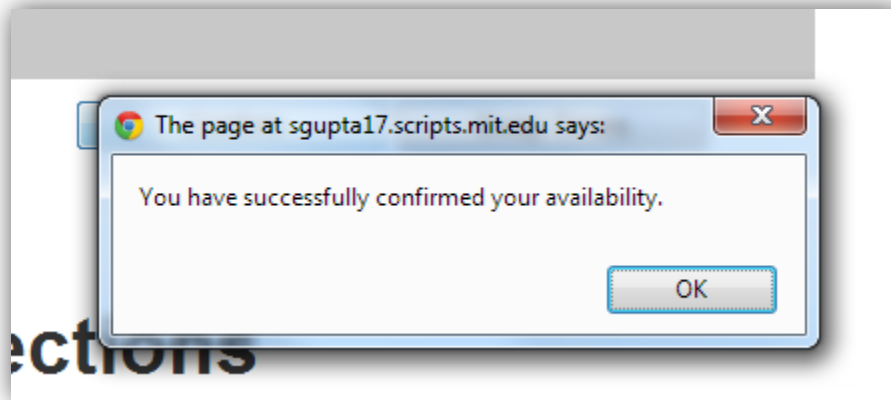 The page at sgupta17.scripts.mit.edu says:
You have successfully confirmed your availability.
OK
ections